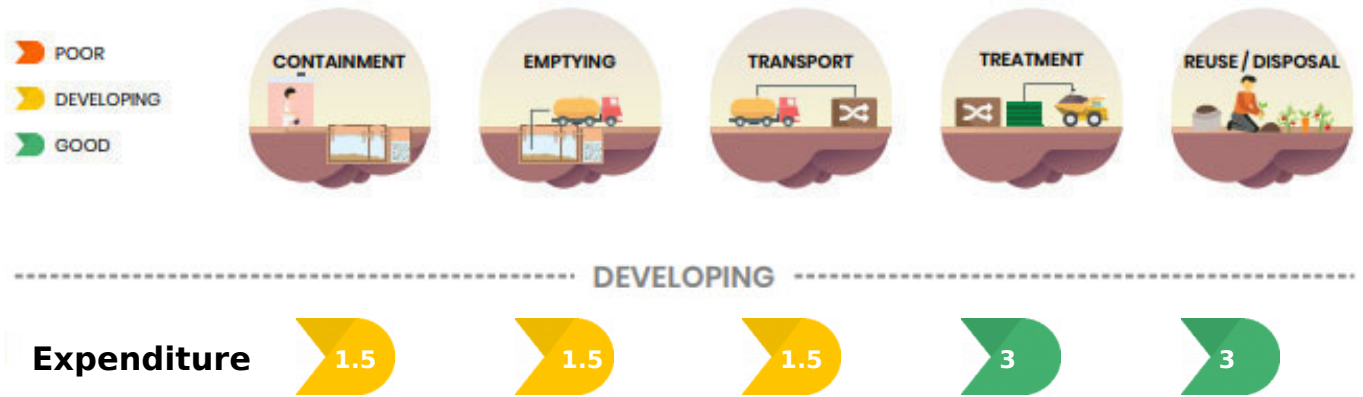 POOR
DEVELOPING
GOOD
CONTAINMENT
EMPTYING
TRANSPORT
TREATMENT
REUSE / DISPOSAL
DEVELOPING
Expenditure 1.5 1.5 1.5 3 3